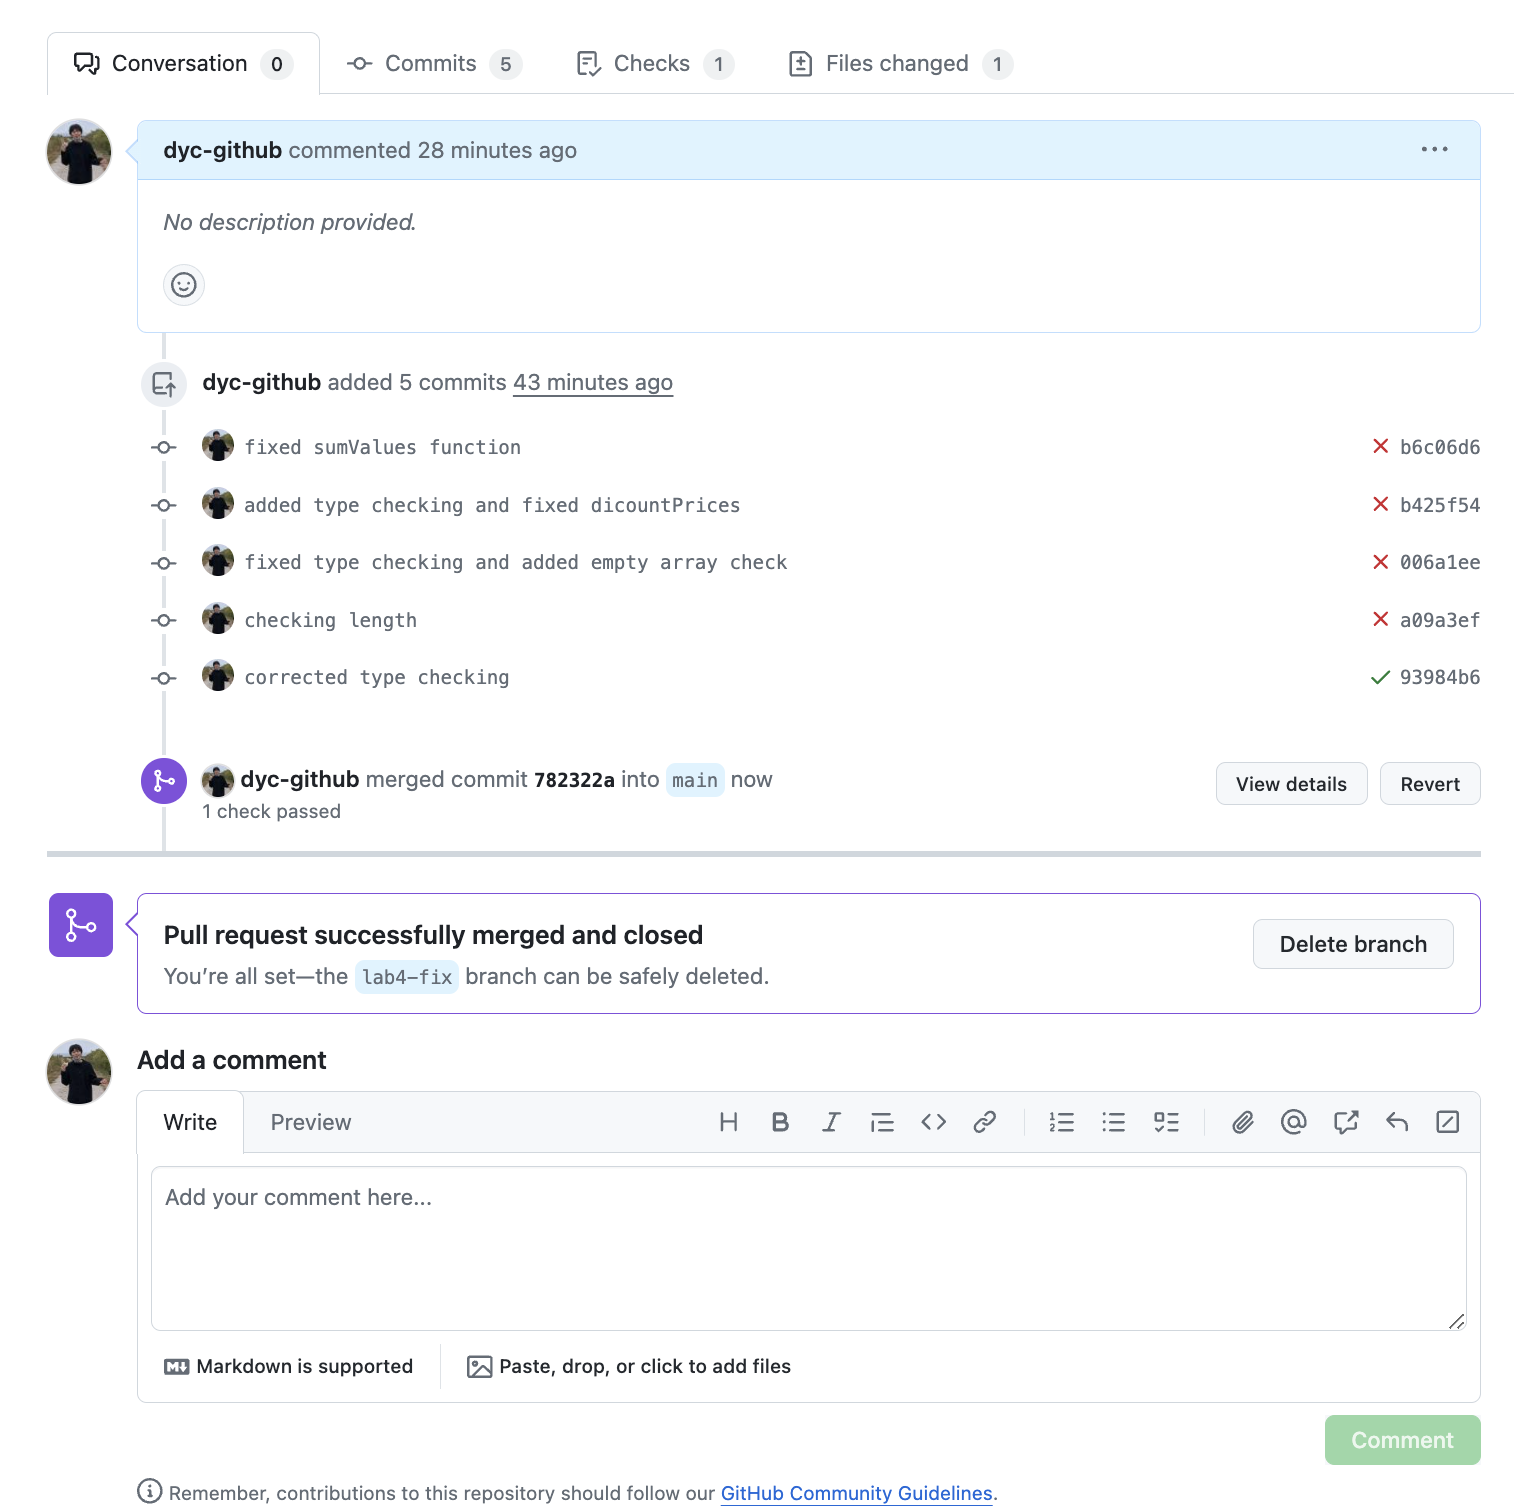 Conversation 0 Commits 5 Checks 1 Files changed 1
dyc-github commented 28 minutes ago
No description provided.
dyc-github added 5 commits 43 minutes ago
fixed sumValues function b6c06d6
added type checking and fixed dicountPrices b425f54
fixed type checking and added empty array check 006a1ee
checking length a09a3ef
corrected type checking 93984b6
dyc-github merged commit 782322a into main now View details Revert
1 check passed
Pull request successfully merged and closed
You’re all set—the lab4-fix branch can be safely deleted.
Delete branch
Add a comment
Write Preview
Add your comment here...
Markdown is supported Paste, drop, or click to add files
Comment
Remember, contributions to this repository should follow our GitHub Community Guidelines.